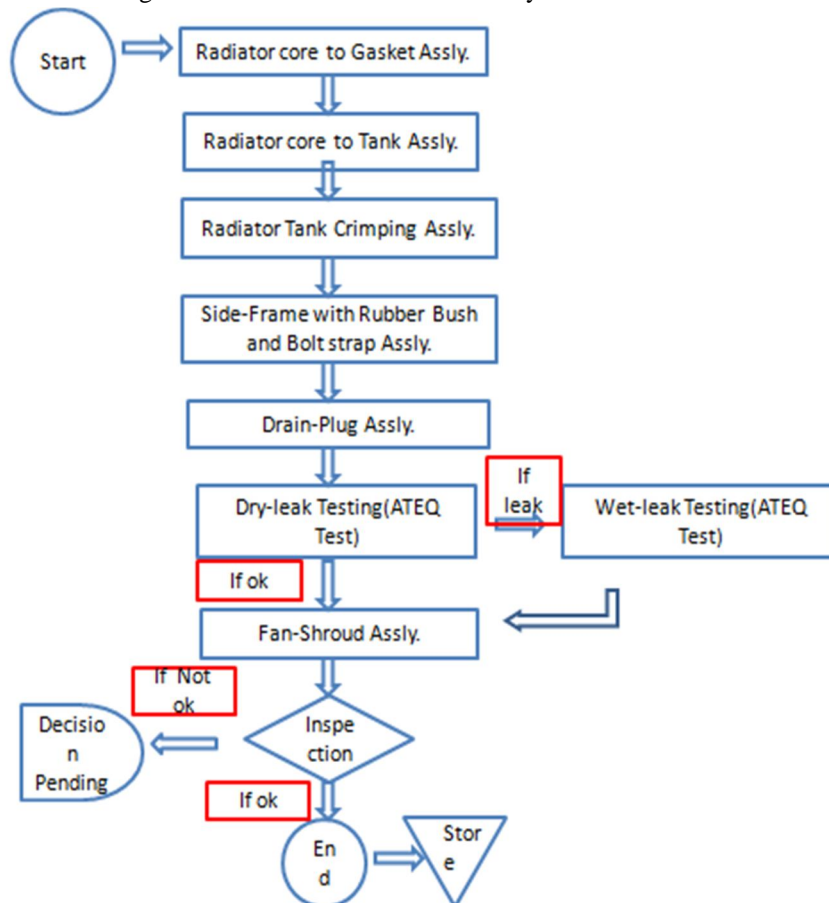 Start
Radiator core to Gasket Assly.
Radiator core to Tank Assly.
Radiator Tank Crimping Assly.
Side-Frame with Rubber Bush
and Bolt strap Assly.
Drain-Plug Assly.
Dry-leak Testing(ATEQ
Test)
If
leak
Wet-leak Testing(ATEQ
Test)
If ok
Fan-Shroud Assly.
If Not
ok
Decisio
n
Pending
Inspe
ction
If ok
En
d
Stor
e